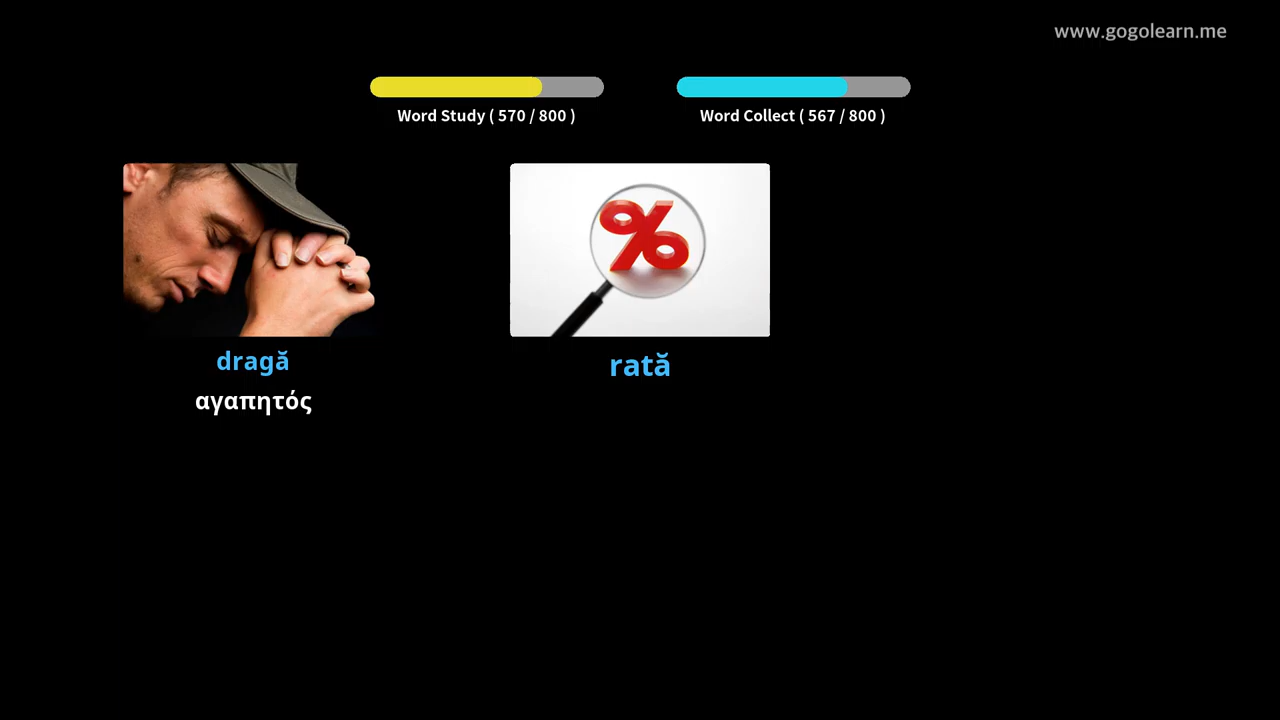 www.gogolearn.me
Word Study ( 570 / 800 )
Word Collect ( 567 / 800 )
dragă
αγαπητός
rată